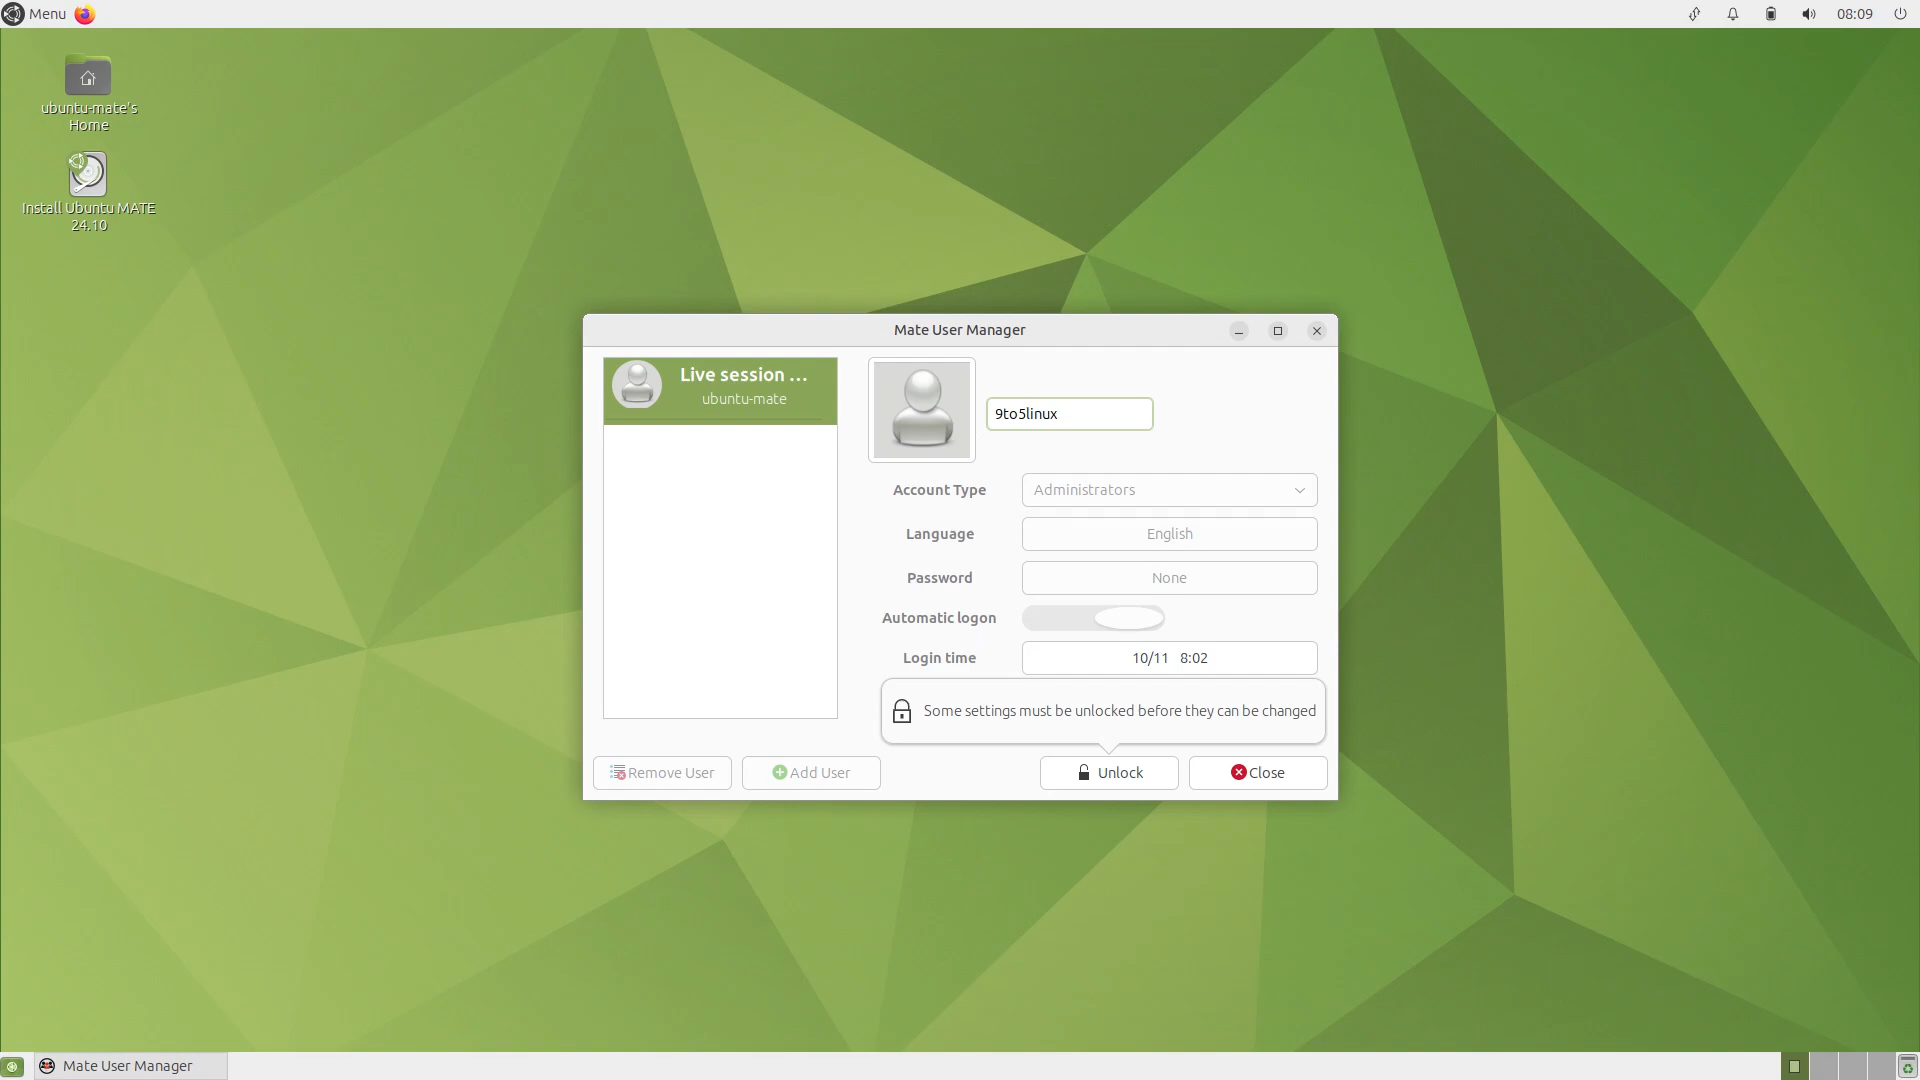 Menu
08:09
ubuntu-mate's
Home
Install Ubuntu MATE
24.10
Mate User Manager
Live session ...
ubuntu-mate
9to5linux
Account Type
Administrators
Language
English
Password
None
Automatic logon
Login time
10/11 8:02
Some settings must be unlocked before they can be changed
Remove User
Add User
Unlock
Close
Mate User Manager